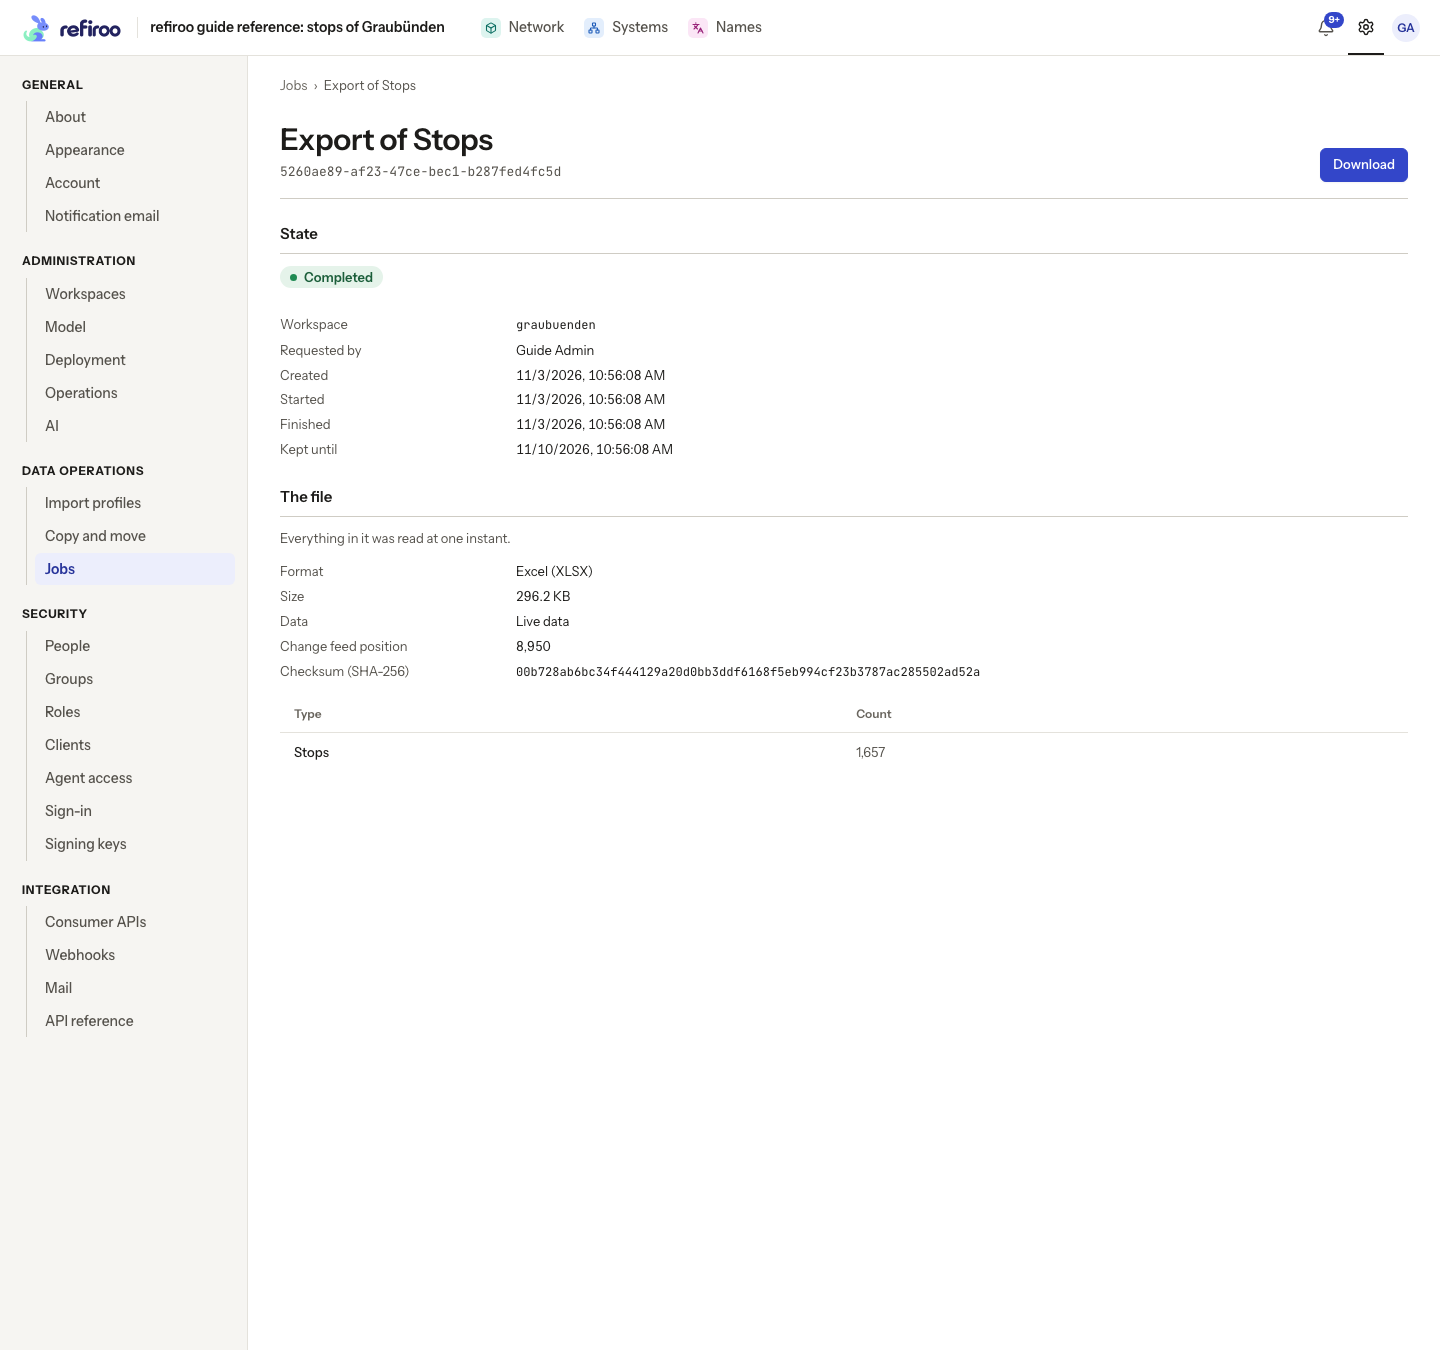 refiroo
refiroo guide reference: stops of Graubünden
Network
Systems
Names
9+
GA
GENERAL
About
Appearance
Account
Notification email
ADMINISTRATION
Workspaces
Model
Deployment
Operations
AI
DATA OPERATIONS
Import profiles
Copy and move
Jobs
SECURITY
People
Groups
Roles
Clients
Agent access
Sign-in
Signing keys
INTEGRATION
Consumer APIs
Webhooks
Mail
API reference
Jobs › Export of Stops
Export of Stops
5260ae89-af23-47ce-bec1-b287fed4fc5d
Download
State
Completed
Workspace graubuenden
Requested by Guide Admin
Created 11/3/2026, 10:56:08 AM
Started 11/3/2026, 10:56:08 AM
Finished 11/3/2026, 10:56:08 AM
Kept until 11/10/2026, 10:56:08 AM
The file
Everything in it was read at one instant.
Format Excel (XLSX)
Size 296.2 KB
Data Live data
Change feed position 8,950
Checksum (SHA-256) 00b728ab6bc34f444129a20d0bb3ddf6168f5eb994cf23b3787ac285502ad52a
Type Count
Stops 1,657